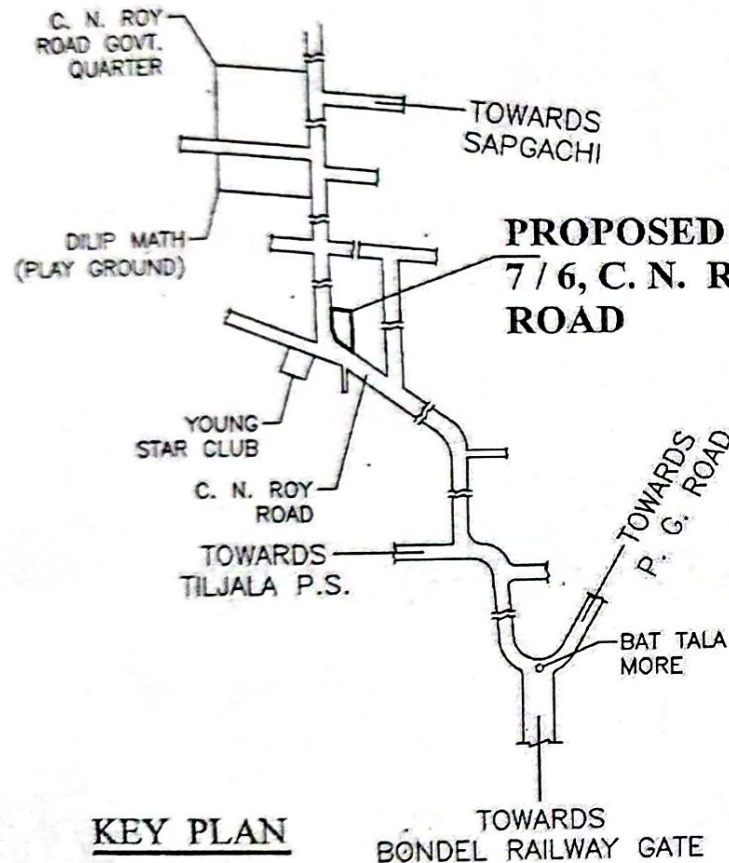 C. N. ROY
ROAD GOVT.
QUARTER
TOWARDS
SAPGACHI
DILIP MATH
(PLAY GROUND)
PROPOSED
7 / 6, C. N. R
ROAD
YOUNG
STAR CLUB
C. N. ROY
ROAD
TOWARDS
P. G. ROAD
TOWARDS
TILJALA P.S.
BAT TALA
MORE
KEY PLAN
TOWARDS
BONDEL RAILWAY GATE